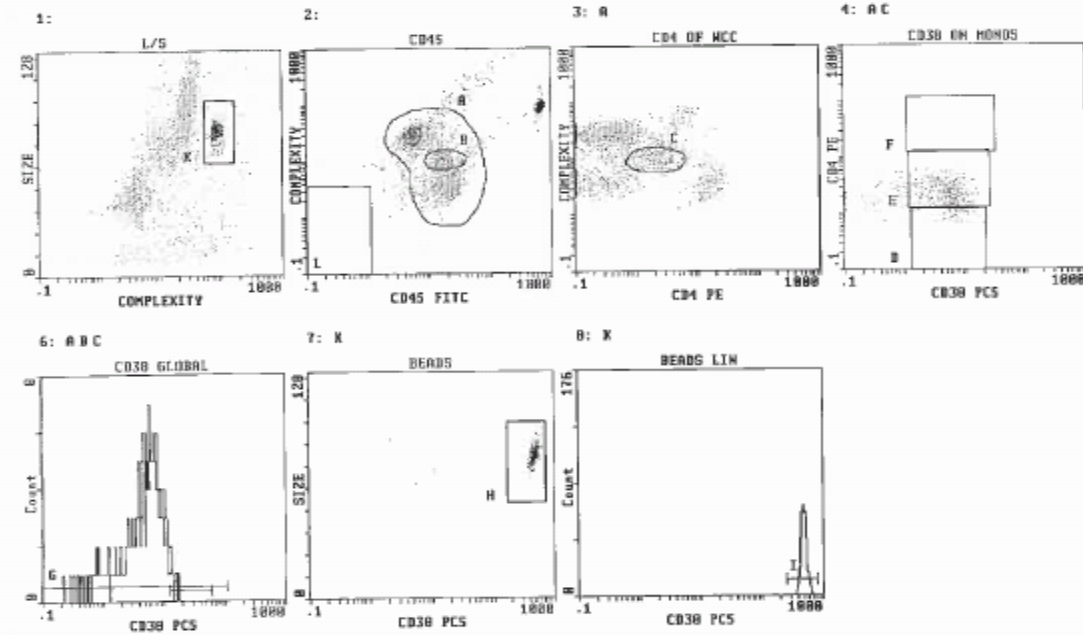 1:
L/S
128
SIZE
0
K
.1 1000
COMPLEXITY
2:
CD45
1000
COMPLEXITY
.1
A
B
L
.1 1000
CD45 FITC
3: A
CD4 OF WCC
1000
COMPLEXITY
.1
C
.1 1000
CD4 PE
4: A C
CD38 ON MONOS
1000
CD4 PE
.1
F
E
D
.1 1000
CD38 PC5
6: A B C
CD38 GLOBAL
8
Count
0
G
.1 1000
CD38 PC5
7: K
BEADS
128
SIZE
0
H
.1 1000
CD38 PC5
8: K
BEADS LIN
176
Count
0
I
.1 1000
CD38 PC5